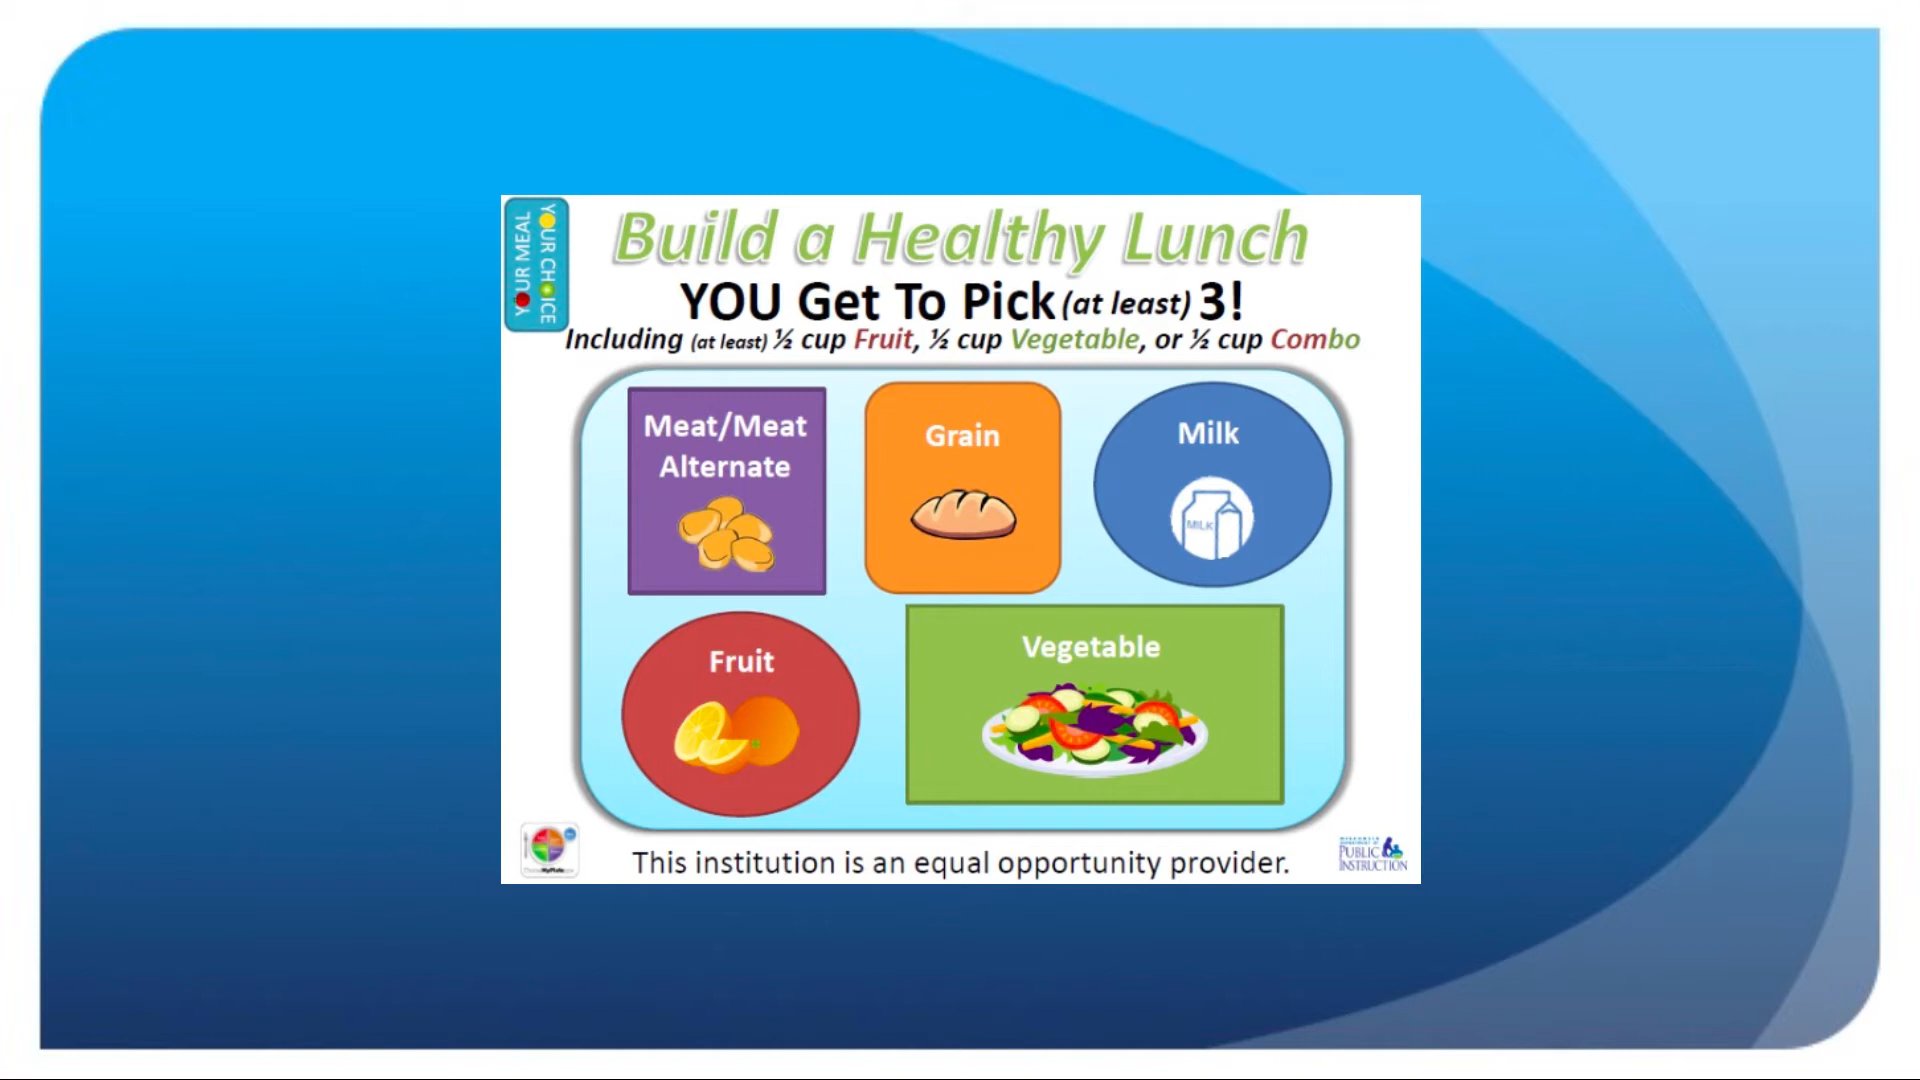 YOUR MEAL
YOUR CHOICE
Build a Healthy Lunch
YOU Get To Pick (at least) 3!
Including (at least) ½ cup Fruit, ½ cup Vegetable, or ½ cup Combo
Meat/Meat
Alternate
Grain
Milk
MILK
Fruit
Vegetable
This institution is an equal opportunity provider.
PUBLIC
INSTRUCTION